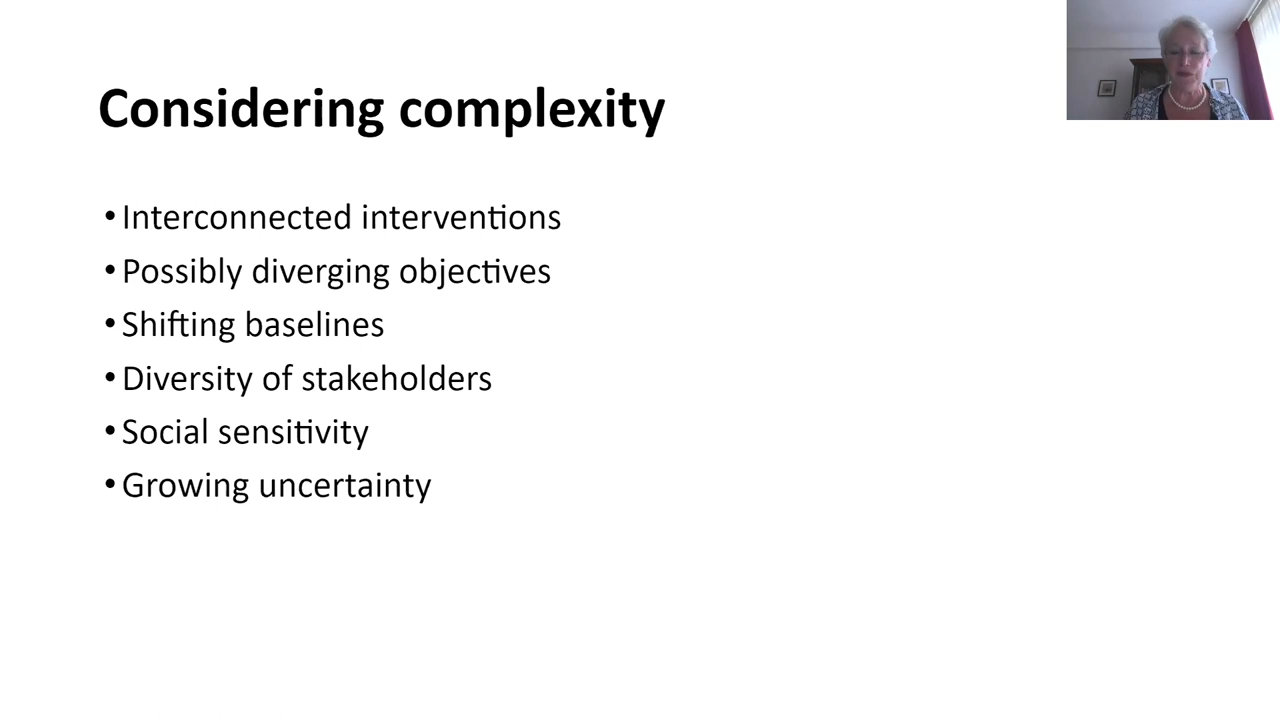 Considering complexity
• Interconnected interventions
• Possibly diverging objectives
• Shifting baselines
• Diversity of stakeholders
• Social sensitivity
• Growing uncertainty